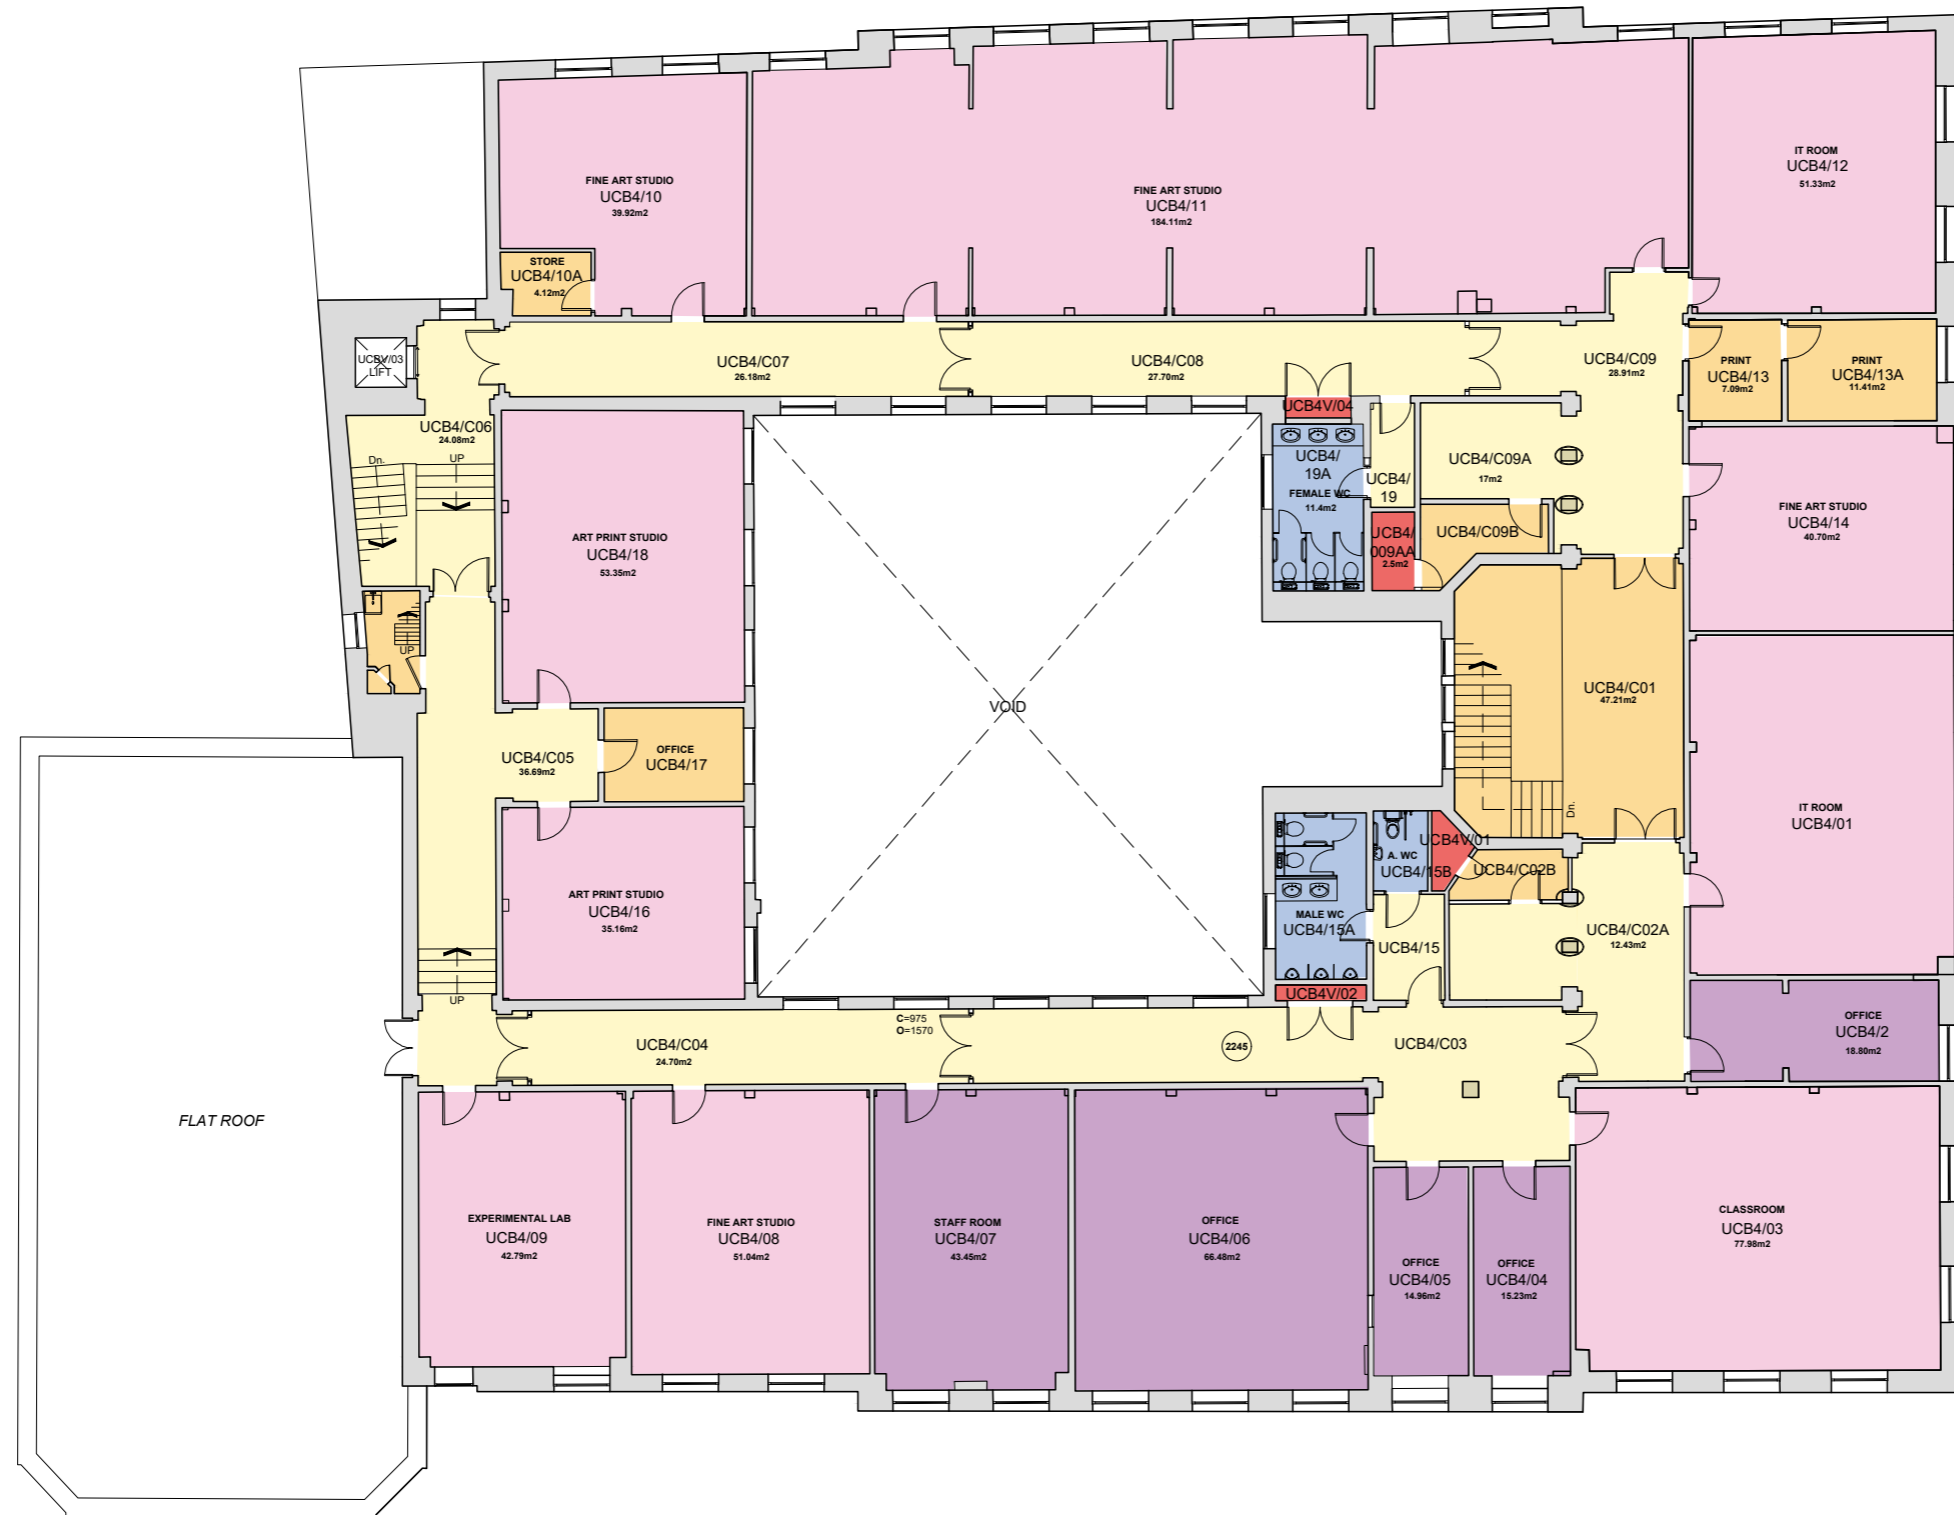 FINE ART STUDIO
UCB4/10
39.92m2
STORE
UCB4/10A
4.12m2
FINE ART STUDIO
UCB4/11
184.11m2
IT ROOM
UCB4/12
51.33m2
UCBV/03
LIFT
UCB4/C07
26.18m2
UCB4/C08
27.70m2
UCB4/C09
28.91m2
PRINT
UCB4/13
7.09m2
PRINT
UCB4/13A
11.41m2
UCB4/C06
24.08m2
Dn.
UP
UCB4V/04
UCB4/
19A
FEMALE WC
11.4m2
UCB4/
19
UCB4/C09A
17m2
UCB4/C09B
UCB4/
009AA
2.5m2
FINE ART STUDIO
UCB4/14
40.70m2
ART PRINT STUDIO
UCB4/18
53.35m2
UP
VOID
UCB4/C01
47.21m2
Dn.
UCB4/C05
36.69m2
OFFICE
UCB4/17
IT ROOM
UCB4/01
ART PRINT STUDIO
UCB4/16
35.16m2
UP
MALE WC
UCB4/15A
A. WC
UCB4/15B
UCB4V/01
UCB4/C02B
UCB4/15
UCB4/C02A
12.43m2
UCB4V/02
C=975
O=1570
UCB4/C04
24.70m2
2245
UCB4/C03
OFFICE
UCB4/2
18.80m2
FLAT ROOF
EXPERIMENTAL LAB
UCB4/09
42.79m2
FINE ART STUDIO
UCB4/08
51.04m2
STAFF ROOM
UCB4/07
43.45m2
OFFICE
UCB4/06
66.48m2
OFFICE
UCB4/05
14.96m2
OFFICE
UCB4/04
15.23m2
CLASSROOM
UCB4/03
77.98m2